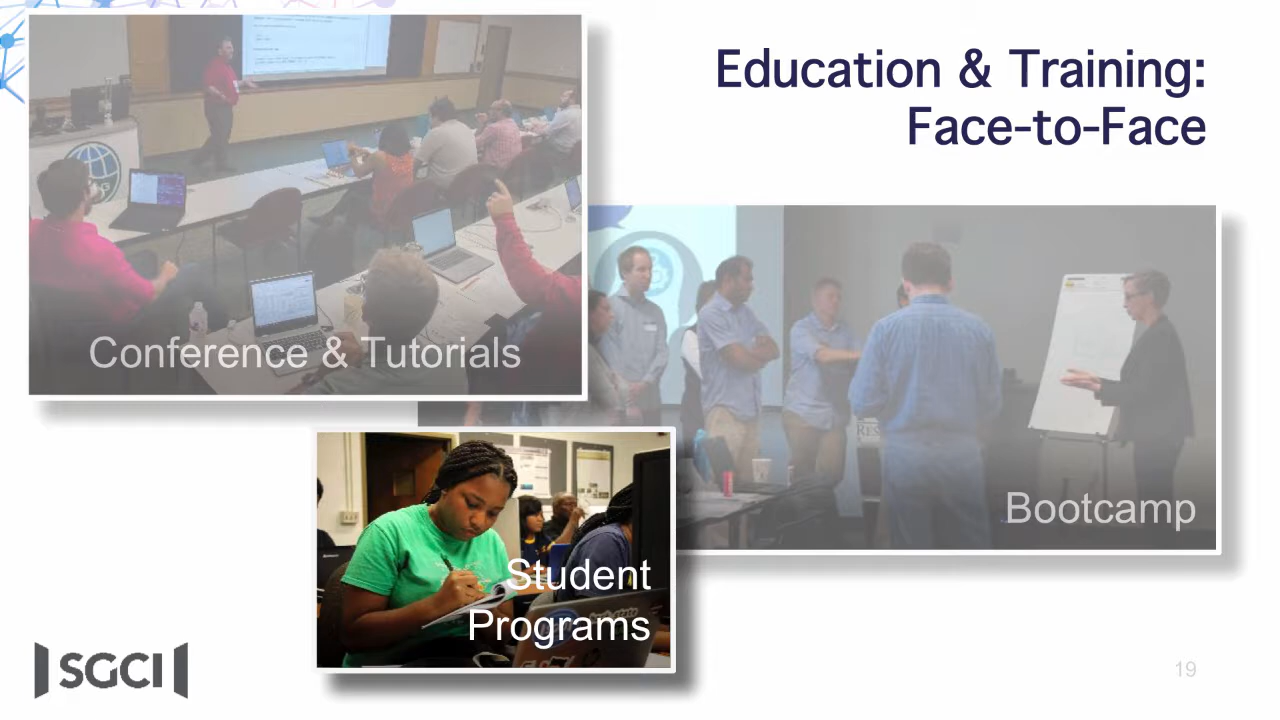 Education & Training:
Face-to-Face
Conference & Tutorials
Bootcamp
Student
Programs
SGCI
19